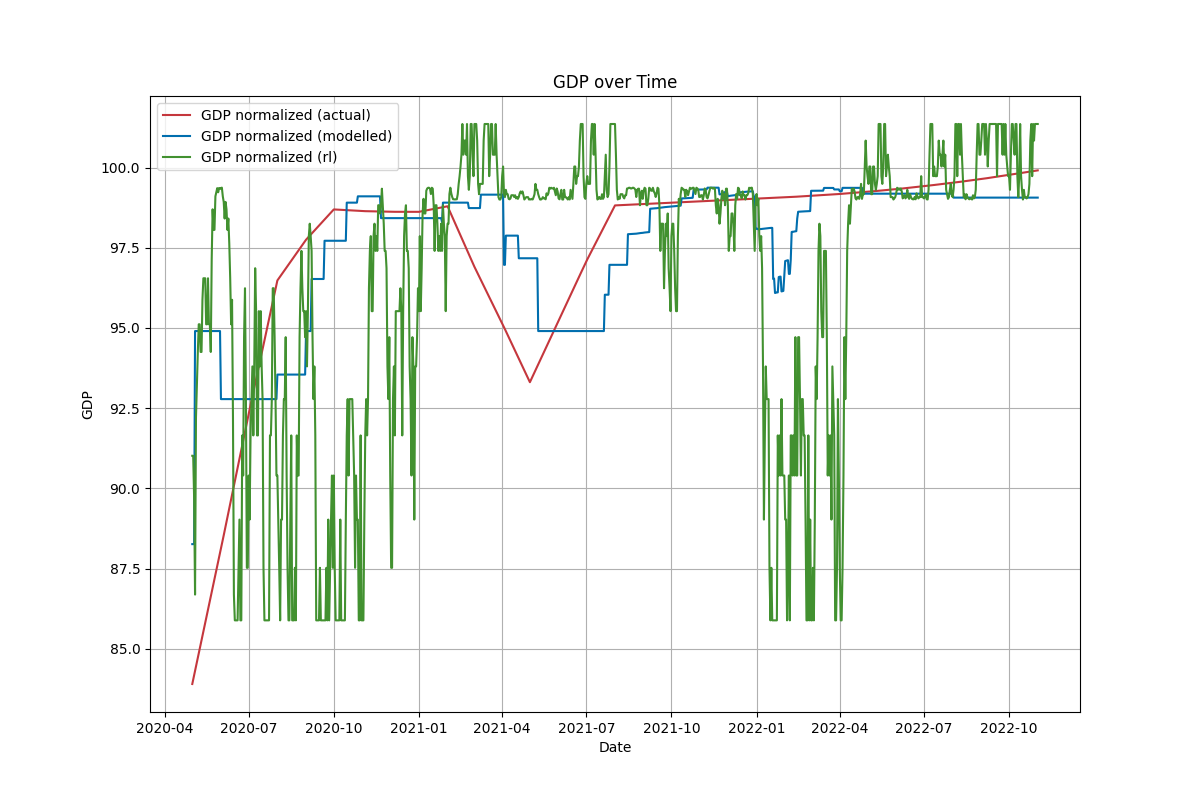 GDP over Time
GDP normalized (actual)
GDP normalized (modelled)
GDP normalized (rl)
100.0
97.5
95.0
92.5
90.0
87.5
85.0
GDP
2020-04 2020-07 2020-10 2021-01 2021-04 2021-07 2021-10 2022-01 2022-04 2022-07 2022-10
Date